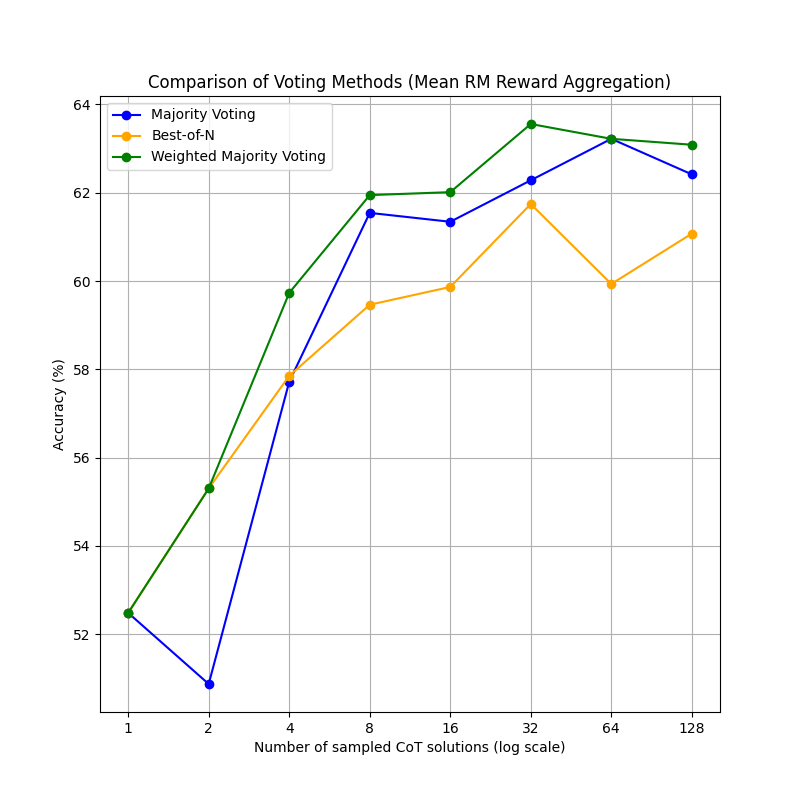 Comparison of Voting Methods (Mean RM Reward Aggregation)
Majority Voting
Best-of-N
Weighted Majority Voting
64
62
60
58
56
54
52
Accuracy (%)
1 2 4 8 16 32 64 128
Number of sampled CoT solutions (log scale)